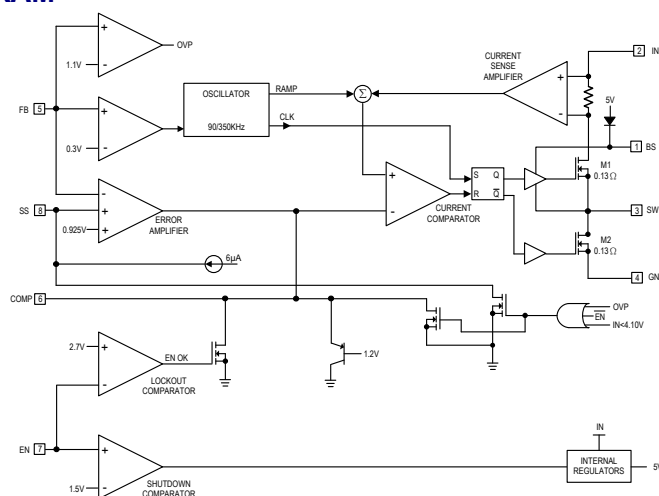 OVP
1.1V
+
-
FB 5
+
-
0.3V
OSCILLATOR
90/350KHz
RAMP
CLK
Σ
CURRENT
SENSE
AMPLIFIER
+
-
2 IN
5V
1 BS
M1
0.13Ω
3 SW
M2
0.13Ω
4 GN
SS 8
-
+
+
0.925V
ERROR
AMPLIFIER
+
-
CURRENT
COMPARATOR
S Q
R Q
6µA
COMP 6
OVP
EN
IN<4.10V
1.2V
2.7V
+
-
EN OK
LOCKOUT
COMPARATOR
EN 7
+
-
1.5V
SHUTDOWN
COMPARATOR
IN
INTERNAL
REGULATORS
5V